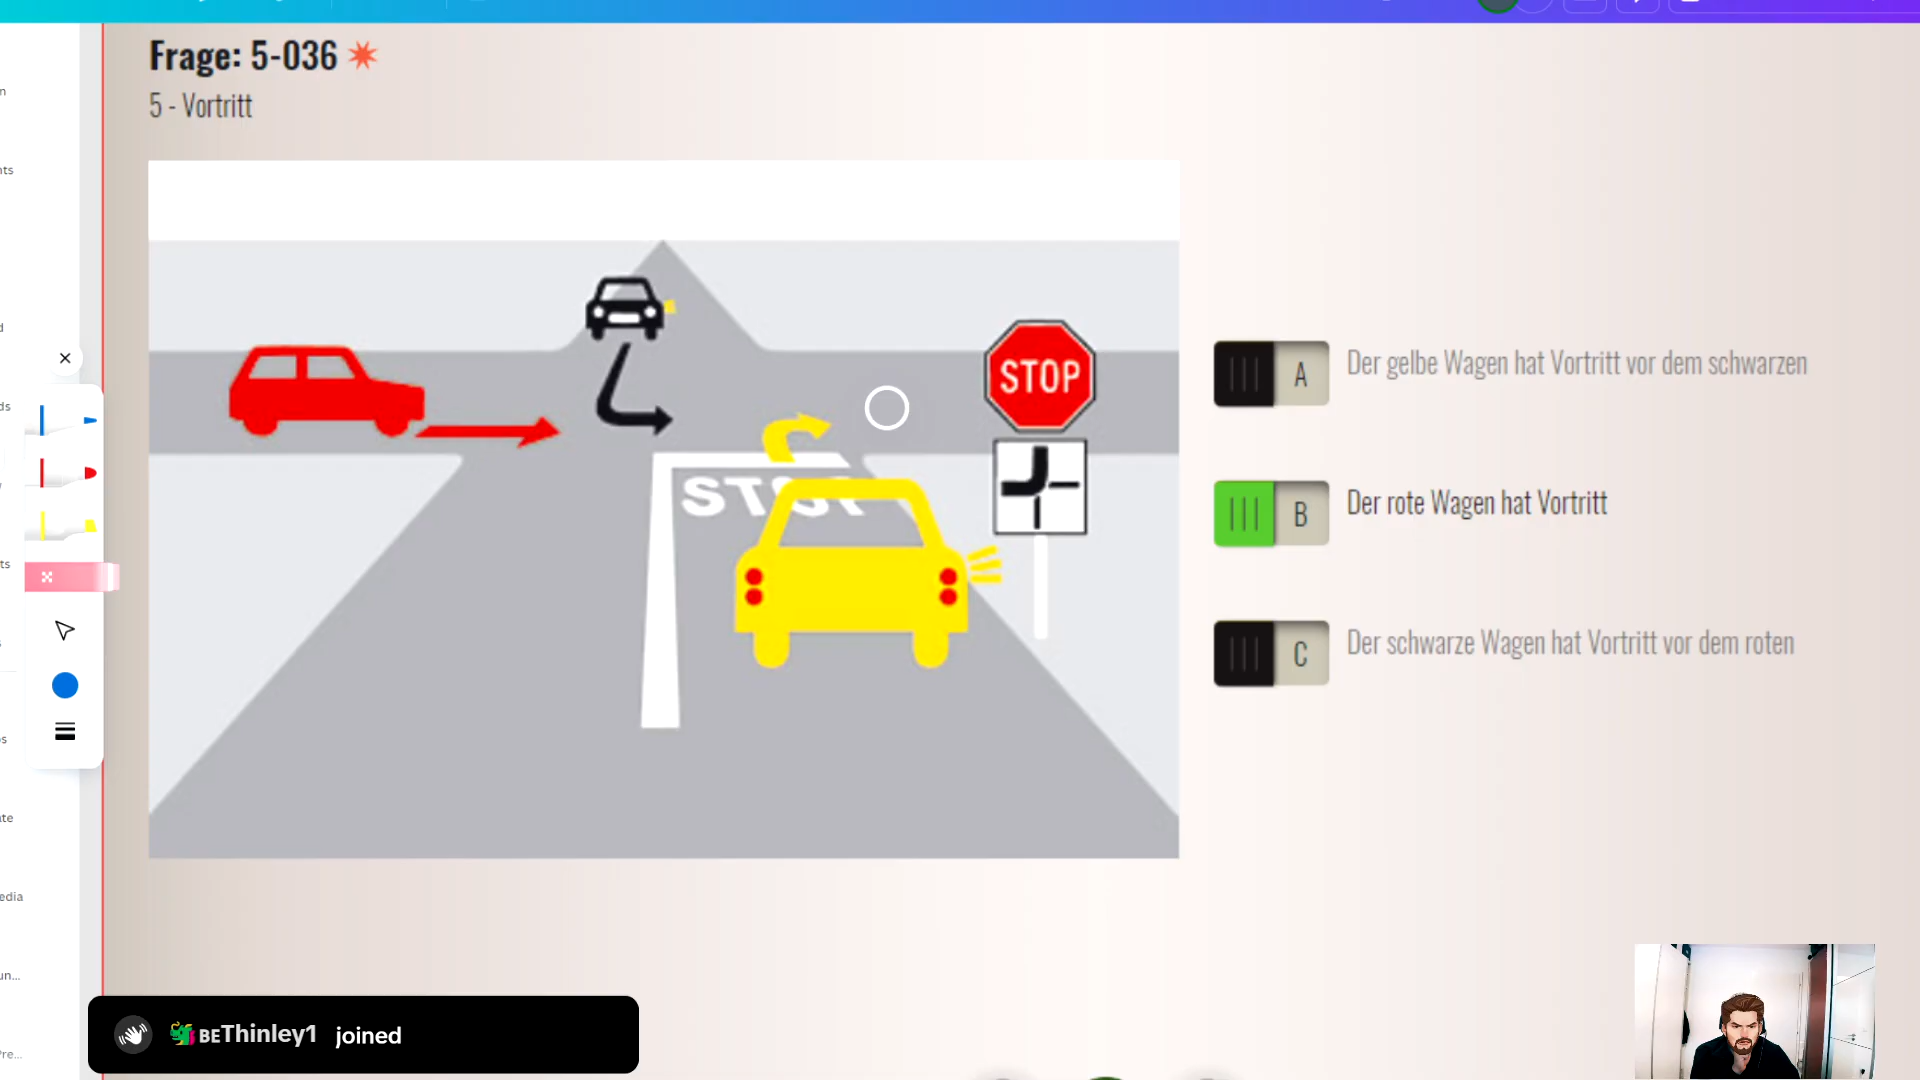 Frage: 5-036
5 - Vortritt
STOP
A
Der gelbe Wagen hat Vortritt vor dem schwarzen
B
Der rote Wagen hat Vortritt
C
Der schwarze Wagen hat Vortritt vor dem roten
BEThinley1 joined